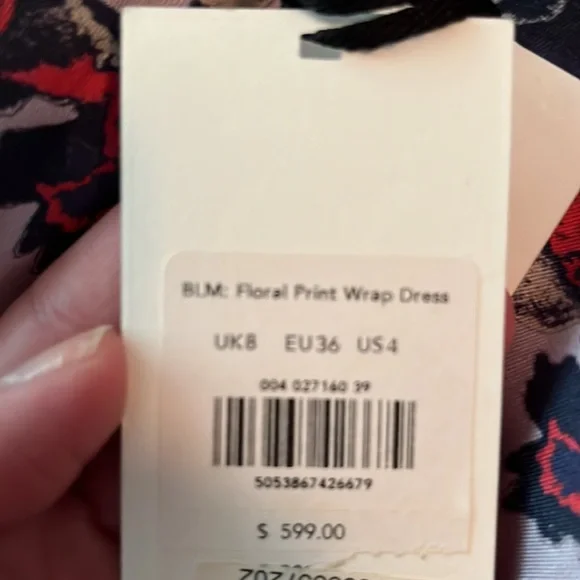 BLM: Floral Print Wrap Dress
UK8 EU36 US4
004 027160 39
5053867426679
$ 599.00